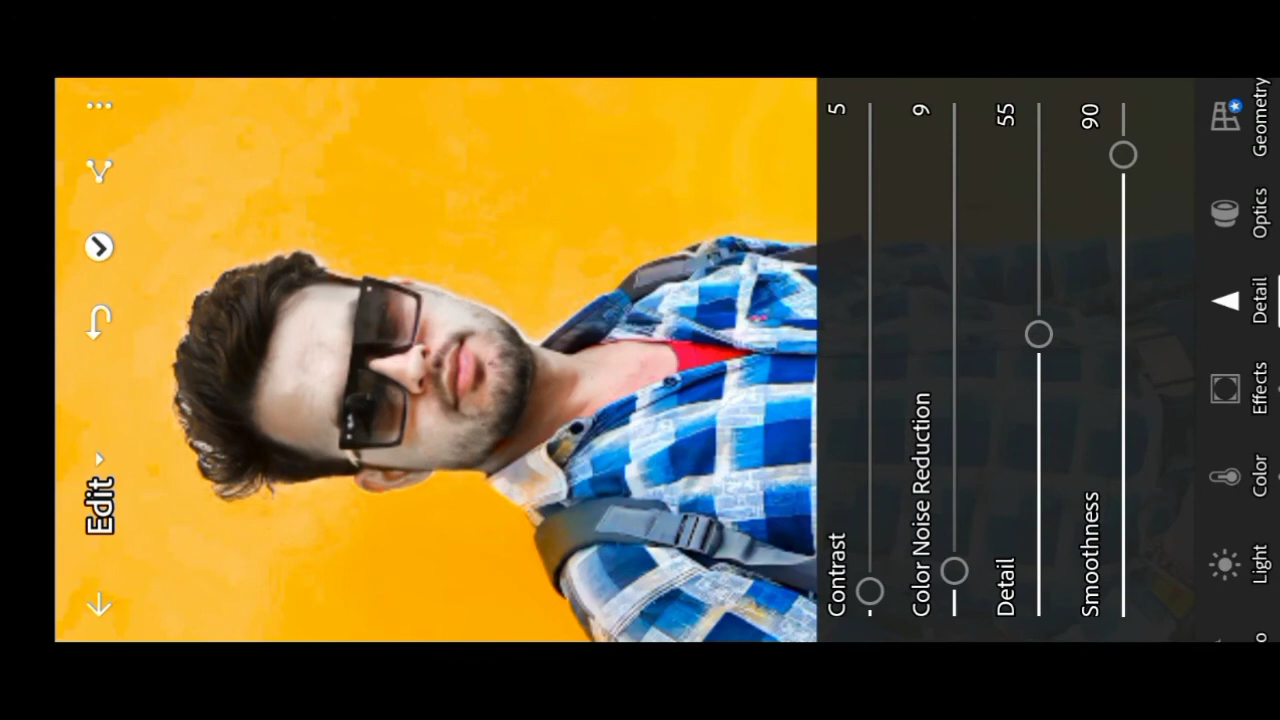 Edit
Contrast 5
Color Noise Reduction 9
Detail 55
Smoothness 90
Light
Color
Effects
Detail
Optics
Geometry